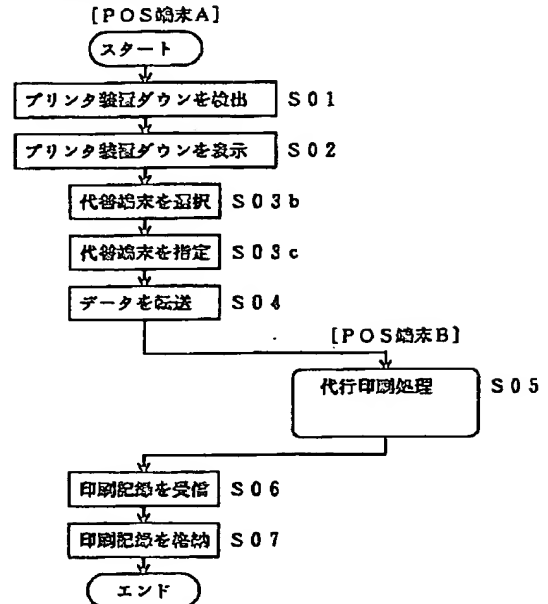 [POS端末A]
スタート
プリンタ装置ダウンを検出 S01
プリンタ装置ダウンを表示 S02
代替端末を選択 S03b
代替端末を指定 S03c
データを転送 S04
[POS端末B]
代行印刷処理 S05
印刷記録を受信 S06
印刷記録を格納 S07
エンド